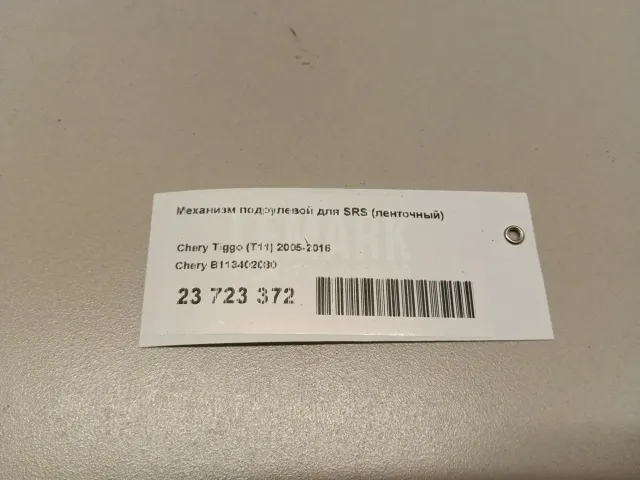 Механизм подрулевой для SRS (ленточный)
Chery Tiggo (T11) 2005-2016
Chery B113402080
23 723 372